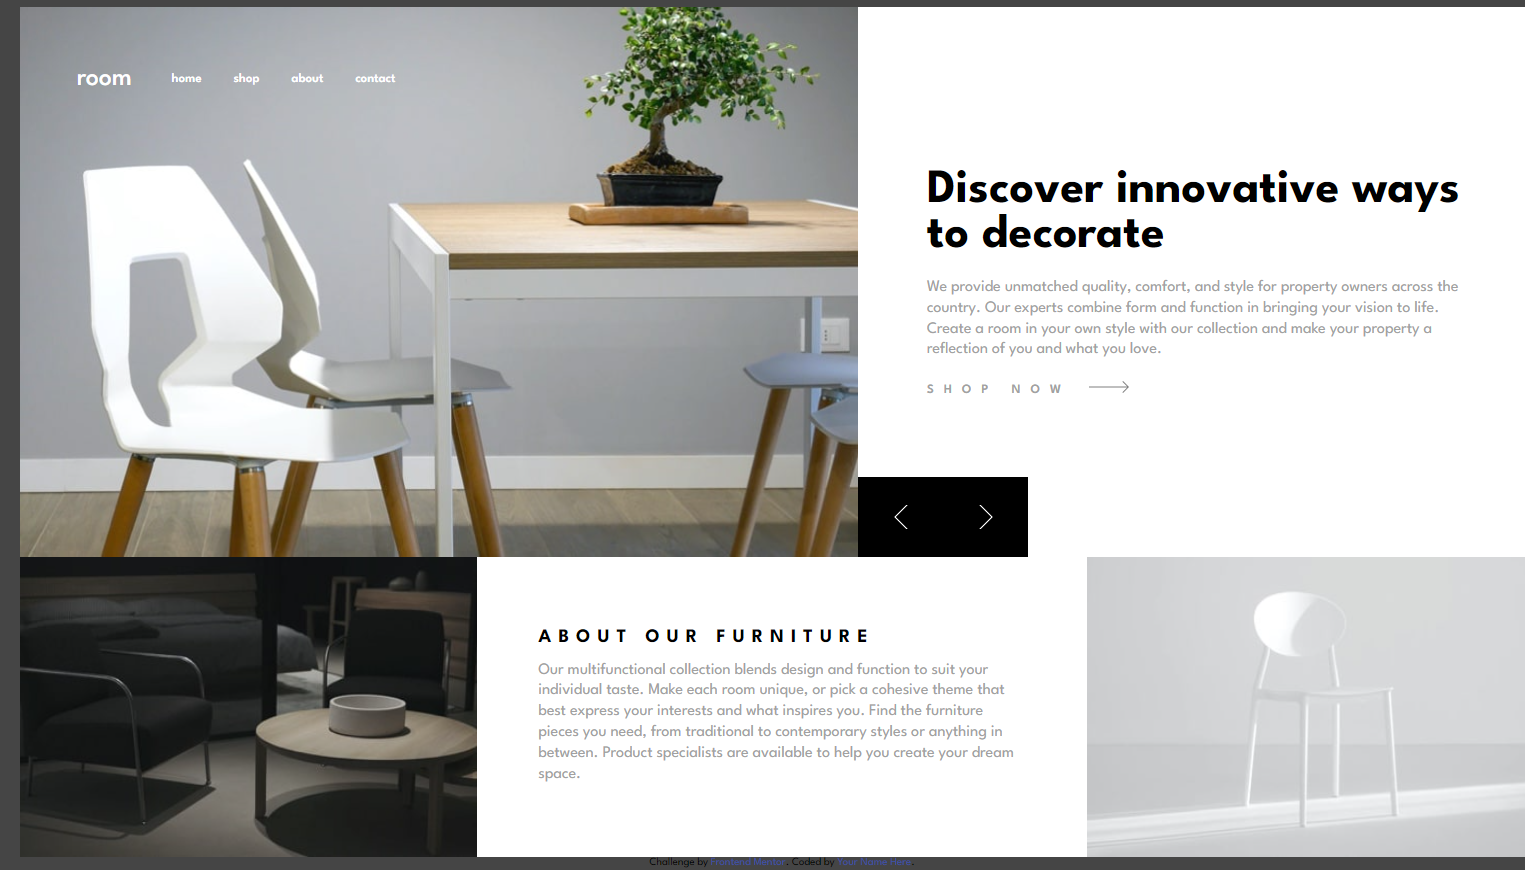 room home shop about contact
Discover innovative ways
to decorate
We provide unmatched quality, comfort, and style for property owners across the
country. Our experts combine form and function in bringing your vision to life.
Create a room in your own style with our collection and make your property a
reflection of you and what you love.
SHOP NOW
ABOUT OUR FURNITURE
Our multifunctional collection blends design and function to suit your
individual taste. Make each room unique, or pick a cohesive theme that
best express your interests and what inspires you. Find the furniture
pieces you need, from traditional to contemporary styles or anything in
between. Product specialists are available to help you create your dream
space.
Challenge by Frontend Mentor. Coded by Your Name Here.